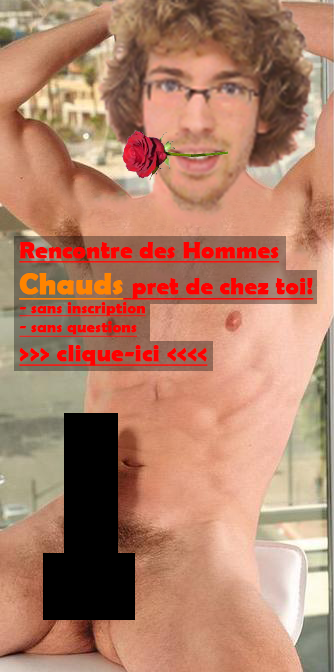 Rencontre des Hommes
Chauds pret de chez toi!
- sans inscription
- sans questions
>>> clique-ici <<<<